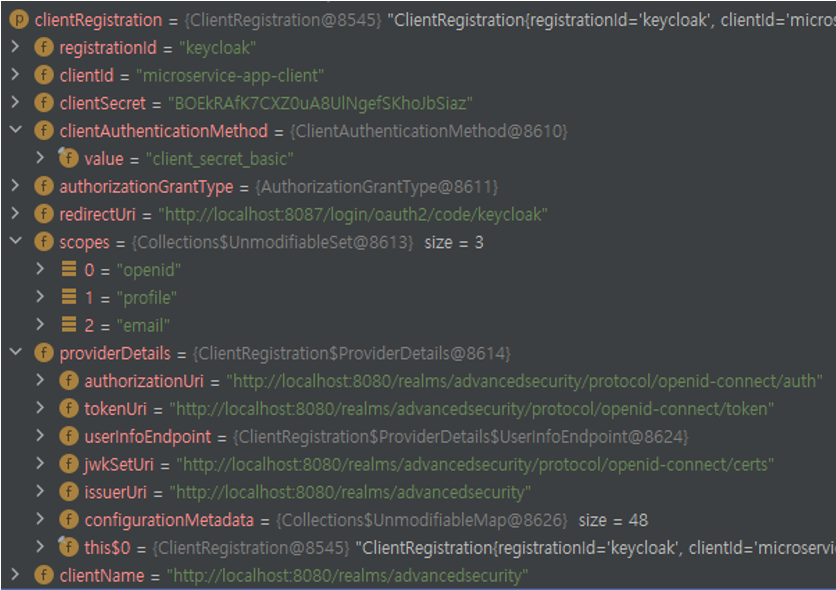 p clientRegistration = {ClientRegistration@8545} "ClientRegistration{registrationId='keycloak', clientId='micros
f registrationId = "keycloak"
f clientId = "microservice-app-client"
f clientSecret = "BOEkRAfK7CXZ0uA8UlNgefSKhoJbSiaz"
f clientAuthenticationMethod = {ClientAuthenticationMethod@8610}
f value = "client_secret_basic"
f authorizationGrantType = {AuthorizationGrantType@8611}
f redirectUri = "http://localhost:8087/login/oauth2/code/keycloak"
f scopes = {Collections$UnmodifiableSet@8613} size = 3
0 = "openid"
1 = "profile"
2 = "email"
f providerDetails = {ClientRegistration$ProviderDetails@8614}
f authorizationUri = "http://localhost:8080/realms/advancedsecurity/protocol/openid-connect/auth"
f tokenUri = "http://localhost:8080/realms/advancedsecurity/protocol/openid-connect/token"
f userInfoEndpoint = {ClientRegistration$ProviderDetails$UserInfoEndpoint@8624}
f jwkSetUri = "http://localhost:8080/realms/advancedsecurity/protocol/openid-connect/certs"
f issuerUri = "http://localhost:8080/realms/advancedsecurity"
f configurationMetadata = {Collections$UnmodifiableMap@8626} size = 48
f this$0 = {ClientRegistration@8545} "ClientRegistration{registrationId='keycloak', clientId='microservi
f clientName = "http://localhost:8080/realms/advancedsecurity"